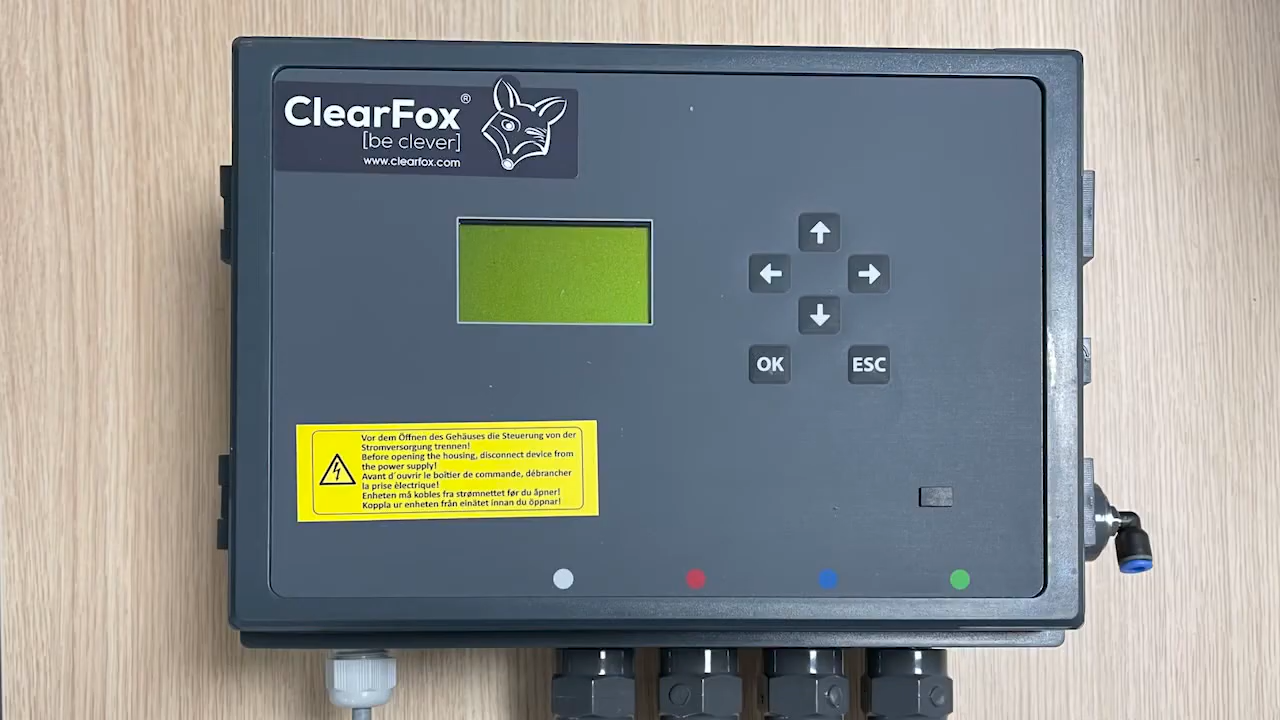 ClearFox®
[be clever]
www.clearfox.com
OK
ESC
Vor dem Öffnen des Gehäuses die Steuerung von der
Stromversorgung trennen!
Before opening the housing, disconnect device from
the power supply!
Avant d´ouvrir le boîtier de commande, débrancher
la prise èlectrique!
Enheten må kobles fra strømnettet før du åpner!
Koppla ur enheten från einätet innan du öppnar!